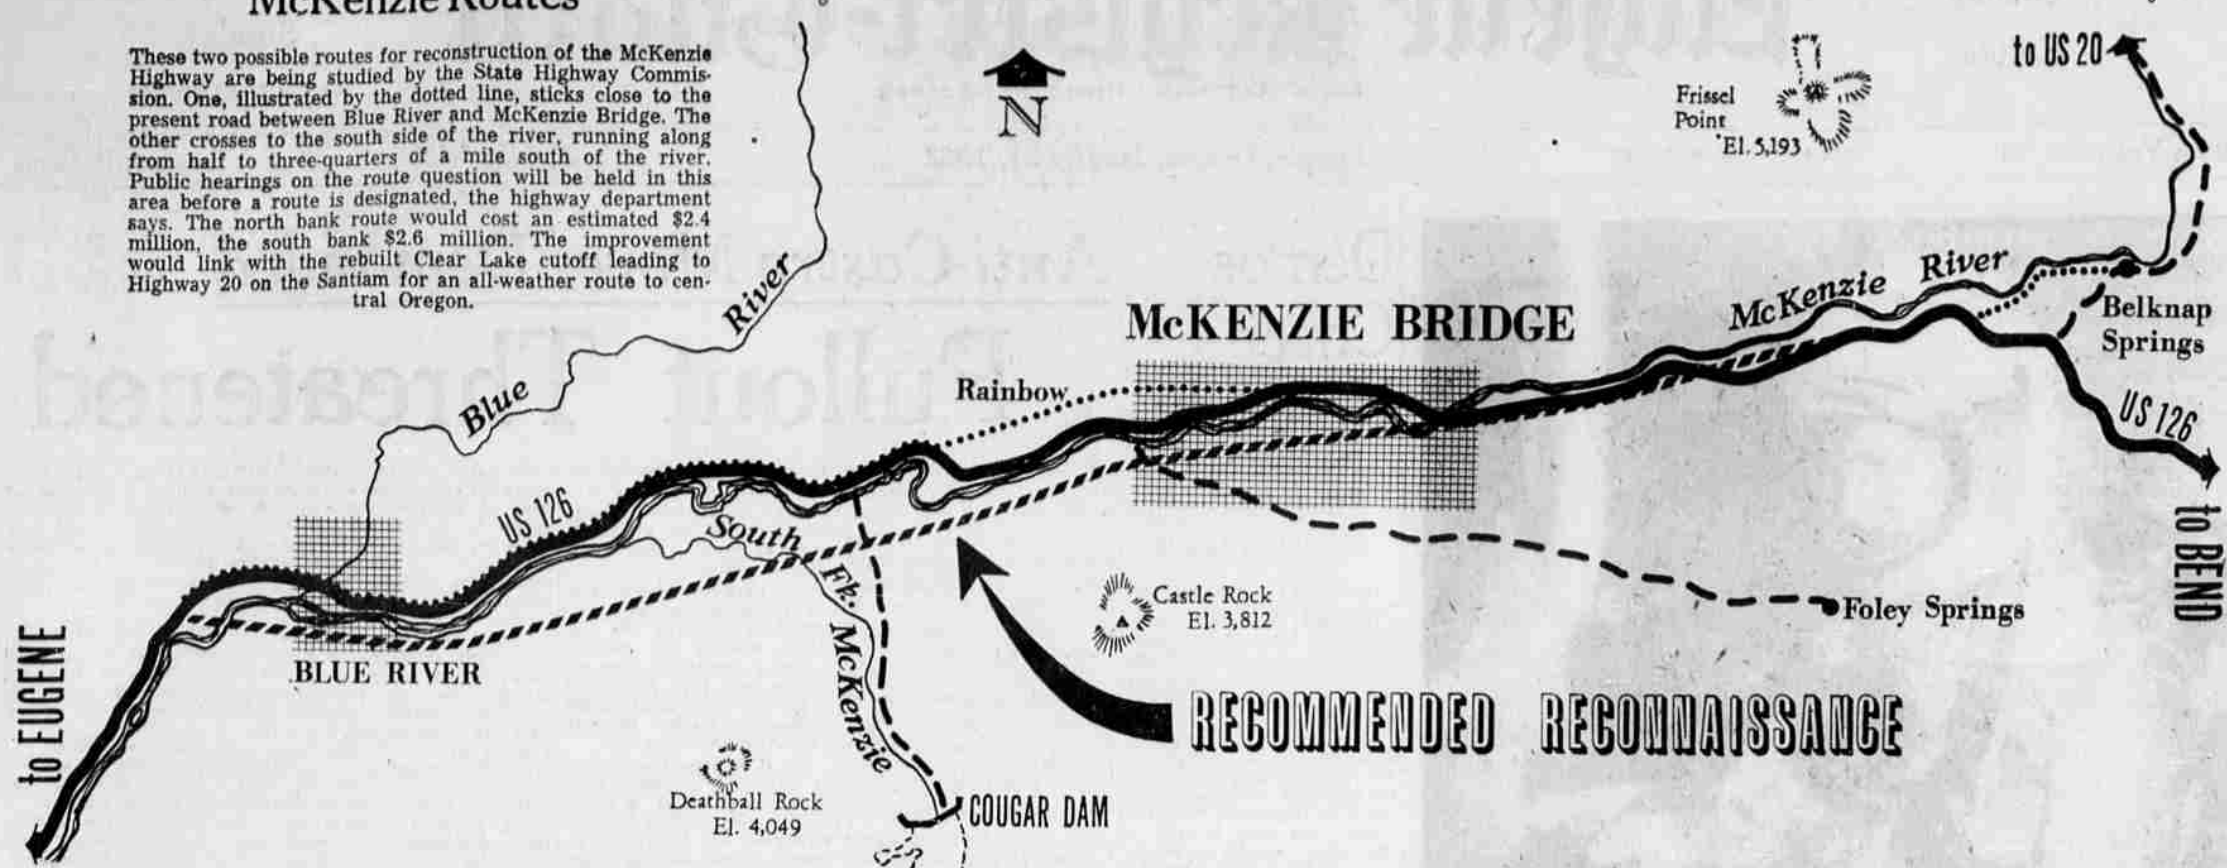 McKenzie Routes
These two possible routes for reconstruction of the McKenzie
Highway are being studied by the State Highway Commis-
sion. One, illustrated by the dotted line, sticks close to the
present road between Blue River and McKenzie Bridge. The
other crosses to the south side of the river, running along
from half to three-quarters of a mile south of the river.
Public hearings on the route question will be held in this
area before a route is designated, the highway department
says. The north bank route would cost an estimated $2.4
million, the south bank $2.6 million. The improvement
would link with the rebuilt Clear Lake cutoff leading to
Highway 20 on the Santiam for an all-weather route to cen-
tral Oregon.
N
Frissel
Point
El. 5,193
to US 20
Blue River
McKENZIE BRIDGE
McKenzie River
Belknap
Springs
Rainbow
US 126
to BEND
US 126
South Fk. McKenzie
Castle Rock
El. 3,812
Foley Springs
to EUGENE
BLUE RIVER
RECOMMENDED RECONNAISSANCE
Deathball Rock
El. 4,049
COUGAR DAM